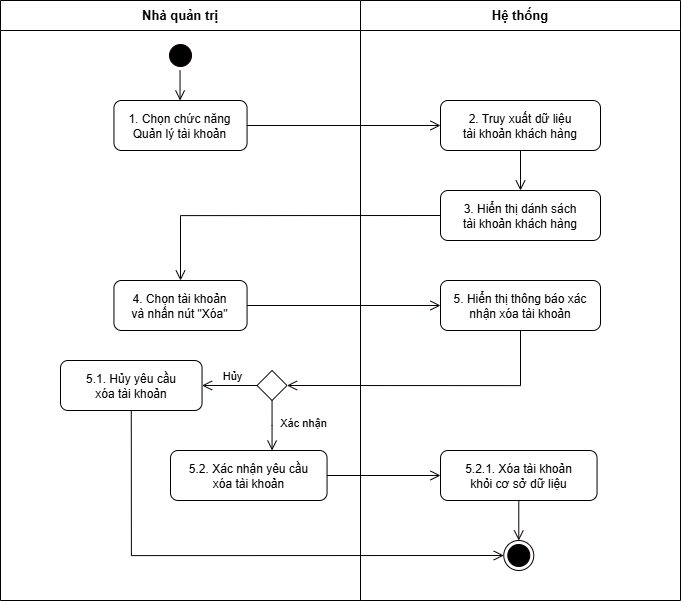 Nhà quản trị
Hệ thống
1. Chọn chức năng
Quản lý tài khoản
2. Truy xuất dữ liệu
tài khoản khách hàng
3. Hiển thị dánh sách
tài khoản khách hàng
4. Chọn tài khoản
và nhấn nút "Xóa"
5. Hiển thị thông báo xác
nhận xóa tài khoản
5.1. Hủy yêu cầu
xóa tài khoản
Hủy
Xác nhận
5.2. Xác nhận yêu cầu
xóa tài khoản
5.2.1. Xóa tài khoản
khỏi cơ sở dữ liệu